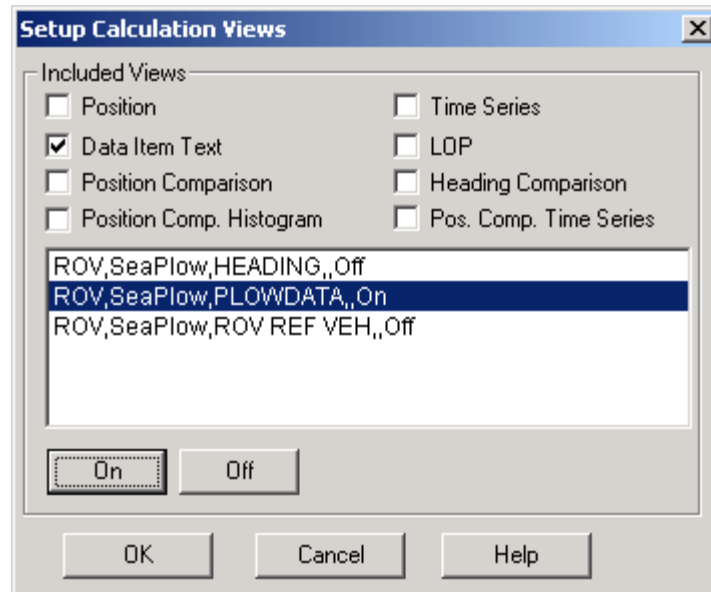 Setup Calculation Views
Included Views
Position
Time Series
Data Item Text
LOP
Position Comparison
Heading Comparison
Position Comp. Histogram
Pos. Comp. Time Series
ROV,SeaPlow,HEADING,,Off
ROV,SeaPlow,PLOWDATA,,On
ROV,SeaPlow,ROV REF VEH,,Off
On Off
OK Cancel Help